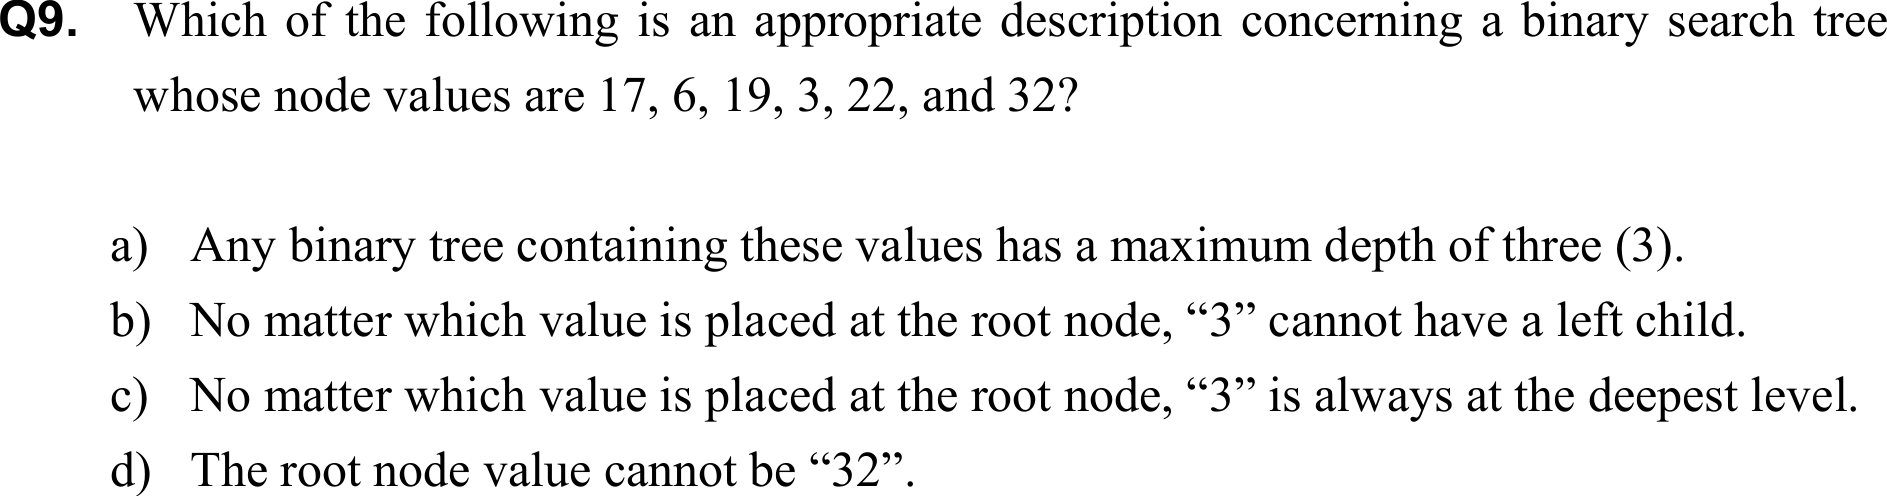 Q9. Which of the following is an appropriate description concerning a binary search tree
whose node values are 17, 6, 19, 3, 22, and 32?
a) Any binary tree containing these values has a maximum depth of three (3).
b) No matter which value is placed at the root node, “3” cannot have a left child.
c) No matter which value is placed at the root node, “3” is always at the deepest level.
d) The root node value cannot be “32”.